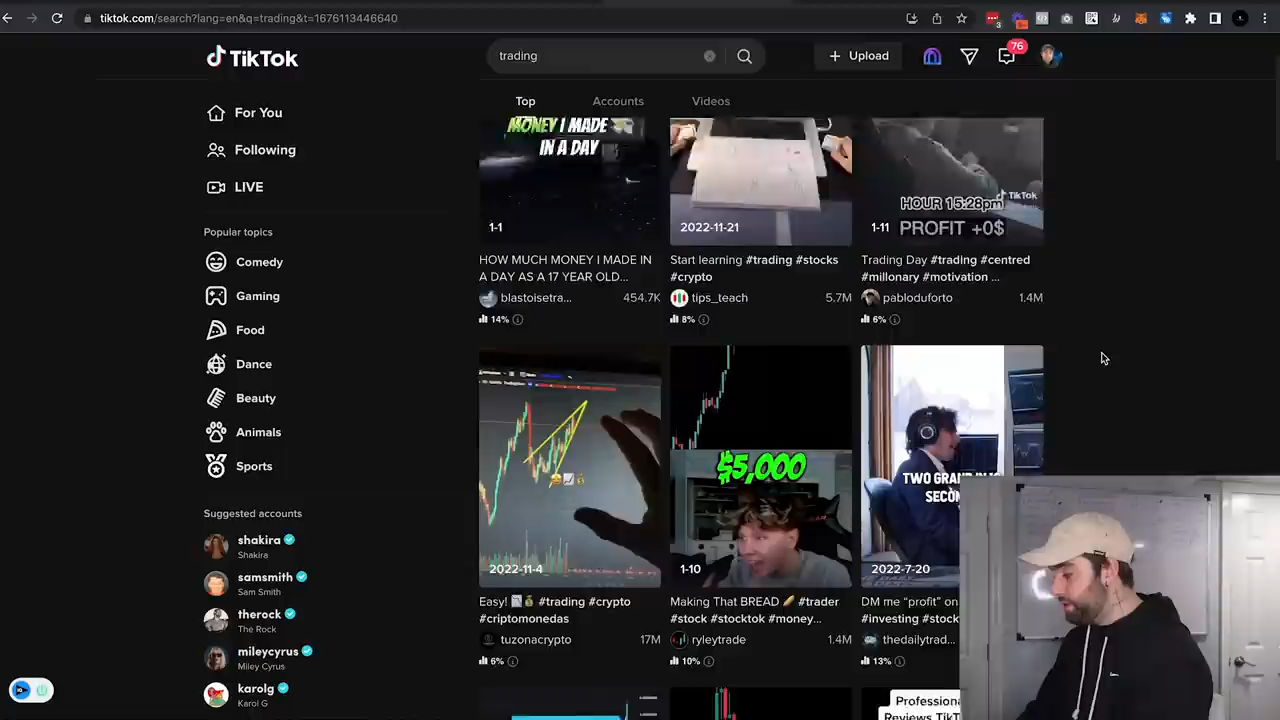 tiktok.com/search?lang=en&q=trading&t=1676113446640
3
TikTok
trading
Upload
76
For You
Following
LIVE
Popular topics
Comedy
Gaming
Food
Dance
Beauty
Animals
Sports
Suggested accounts
shakira
Shakira
samsmith
Sam Smith
therock
The Rock
mileycyrus
Miley Cyrus
karolg
Karol G
Top
Accounts
Videos
MONEY I MADE
IN A DAY
1-1
HOW MUCH MONEY I MADE IN
A DAY AS A 17 YEAR OLD...
blastoisetra...
454.7K
14%
2022-11-21
Start learning #trading #stocks
#crypto
tips_teach
5.7M
8%
TikTok
HOUR 15:28pm
PROFIT +0$
1-11
Trading Day #trading #centred
#millonary #motivation ...
pabloduforto
1.4M
6%
2022-11-4
Easy! #trading #crypto
#criptomonedas
tuzonacrypto
17M
6%
$5,000
1-10
Making That BREAD #trader
#stock #stocktok #money...
ryleytrade
1.4M
10%
2022-7-20
DM me “profit” on
#investing #stock
thedailytrad...
13%
Professiona
Reviews TikT